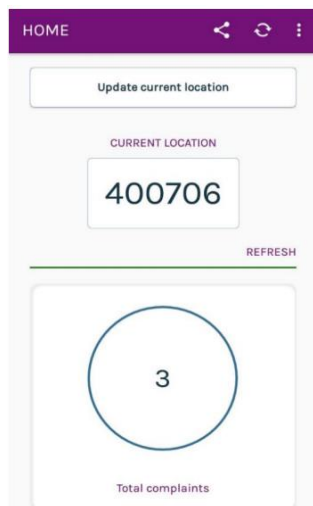 HOME
Update current location
CURRENT LOCATION
400706
REFRESH
3
Total complaints